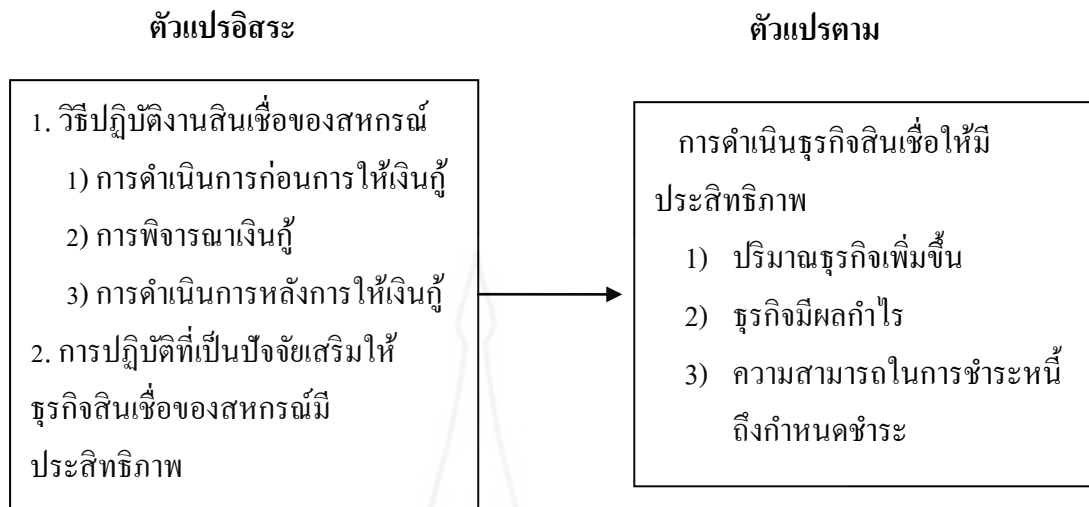 ตัวแปรอิสระ
ตัวแปรตาม
1. วิธีปฏิบัติงานสินเชื่อของสหกรณ์
1) การดำเนินการก่อนการให้เงินกู้
2) การพิจารณาเงินกู้
3) การดำเนินการหลังการให้เงินกู้
2. การปฏิบัติที่เป็นปัจจัยเสริมให้
ธุรกิจสินเชื่อของสหกรณ์มี
ประสิทธิภาพ
การดำเนินธุรกิจสินเชื่อให้มี
ประสิทธิภาพ
1) ปริมาณธุรกิจเพิ่มขึ้น
2) ธุรกิจมีผลกำไร
3) ความสามารถในการชำระหนี้
ถึงกำหนดชำระ